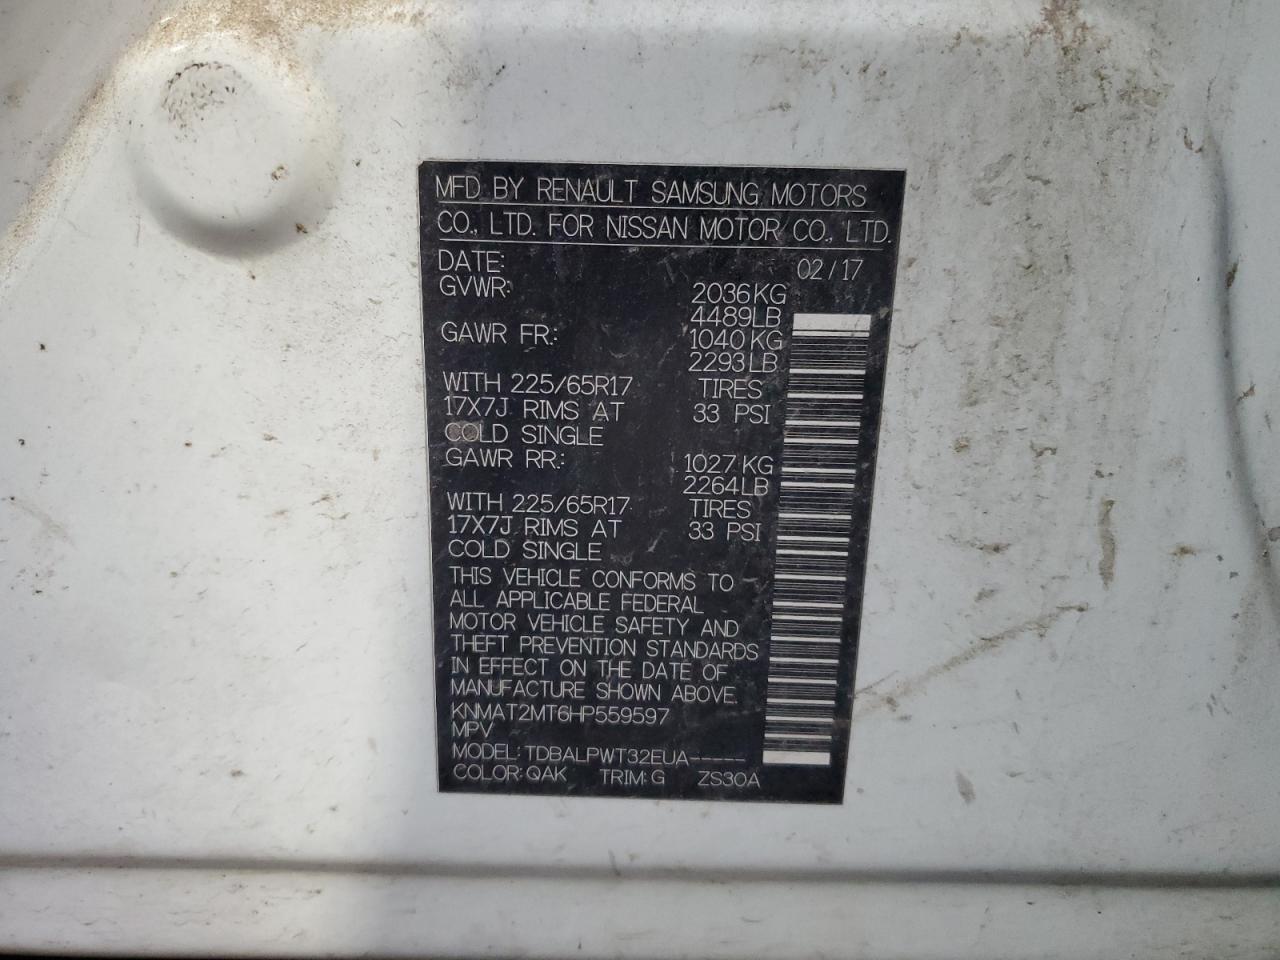 MFD. BY RENAULT SAMSUNG MOTORS
CO., LTD. FOR NISSAN MOTOR CO., LTD.
DATE: 02/17
GVWR: 2036KG
4489LB
GAWR FR.: 1040KG
2293LB
WITH 225/65R17 TIRES
17X7J RIMS AT 33 PSI
COLD SINGLE
GAWR RR.: 1027KG
2264LB
WITH 225/65R17 TIRES
17X7J RIMS AT 33 PSI
COLD SINGLE
THIS VEHICLE CONFORMS TO
ALL APPLICABLE FEDERAL
MOTOR VEHICLE SAFETY AND
THEFT PREVENTION STANDARDS
IN EFFECT ON THE DATE OF
MANUFACTURE SHOWN ABOVE.
KNMAT2MT6HP559597
MPV
MODEL: TDBALPWT32EUA-----
COLOR: QAK TRIM: G ZS30A